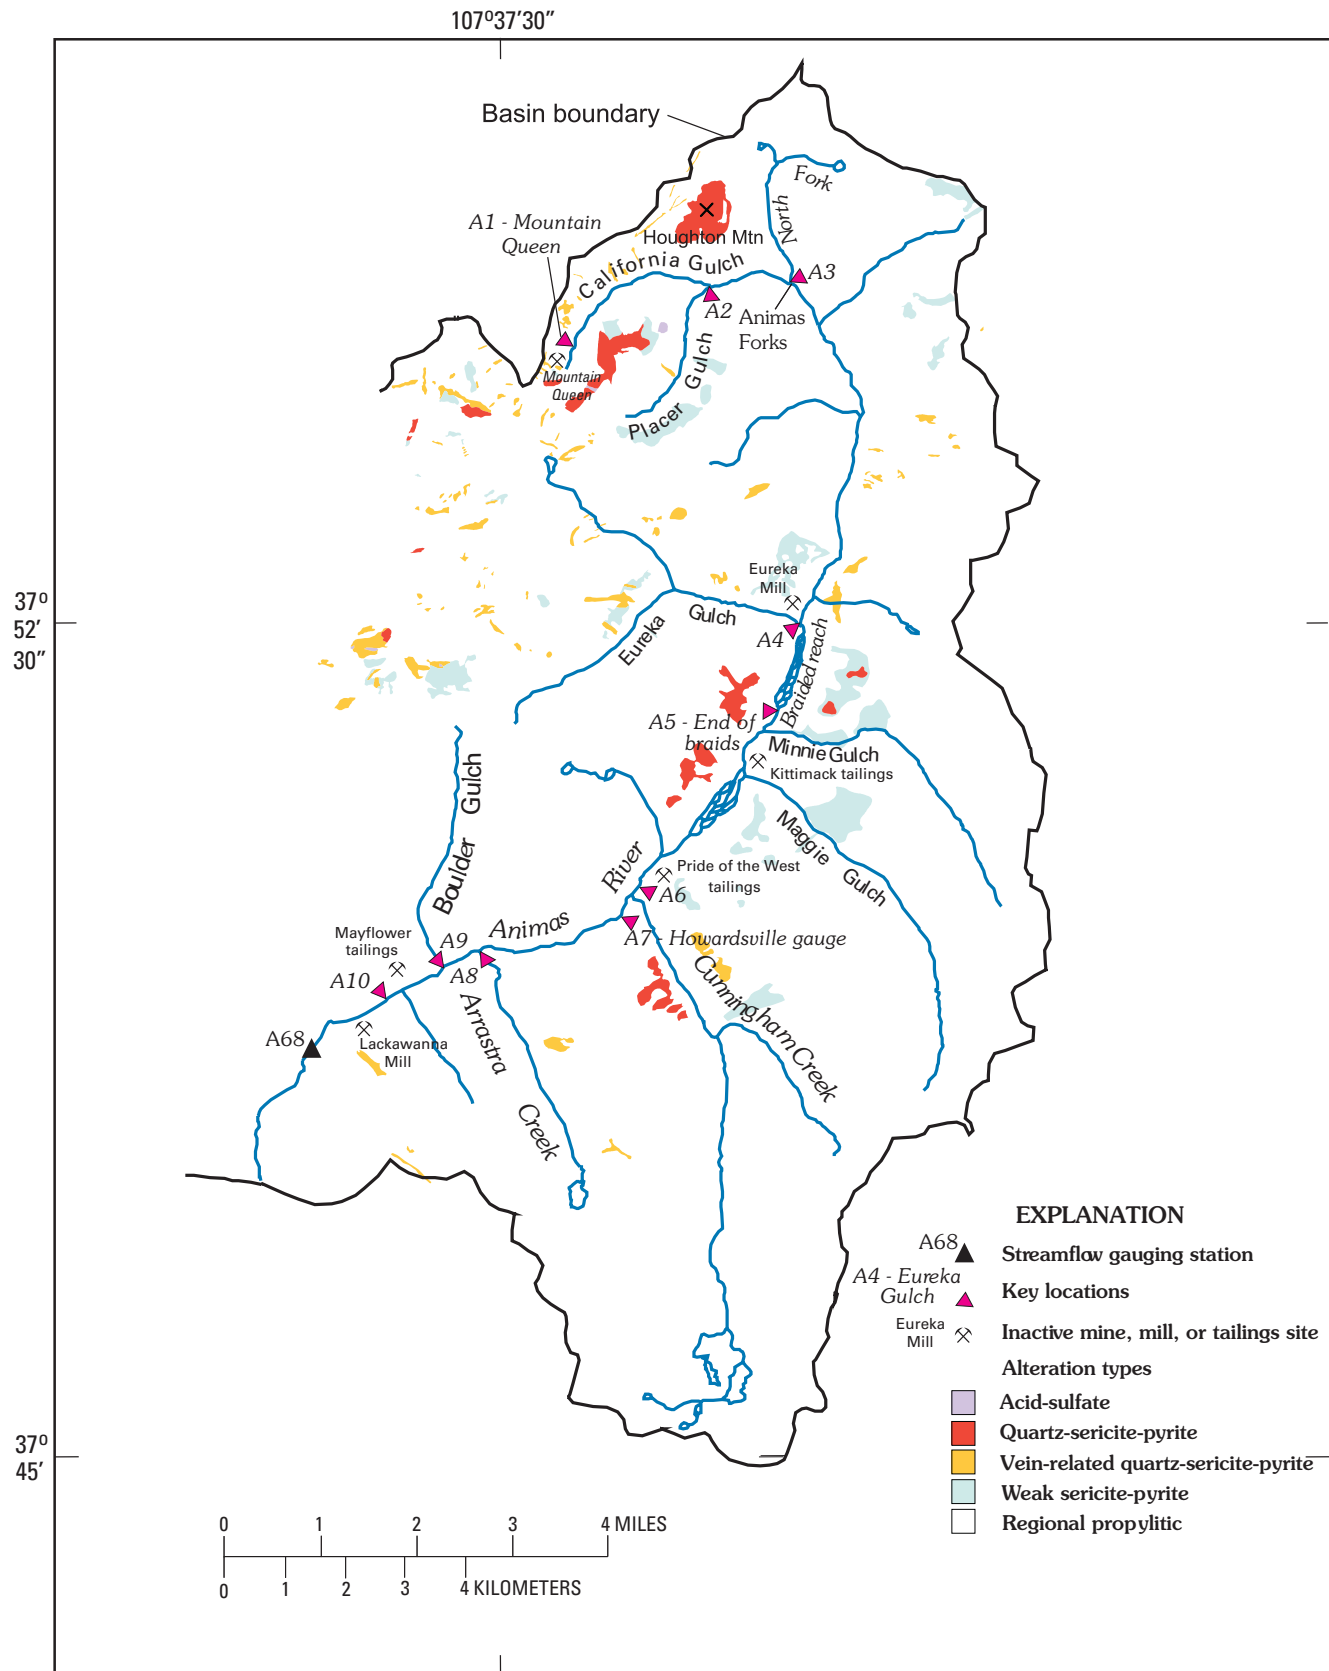 107º37'30"
Basin boundary
Fork
North
A1 - Mountain
Queen
Houghton Mtn
California Gulch
A3
A2
Animas
Forks
Mountain
Queen
Placer Gulch
Eureka
Mill
37º
52'
30"
Eureka Gulch
A4
Braided reach
A5 - End of
braids
Minnie Gulch
Kittimack tailings
Boulder Gulch
Maggie Gulch
Pride of the West
tailings
A6
Animas River
A7 - Howardsville gauge
Mayflower
tailings
A9
A8
A10
Cunningham Creek
Arrastra Creek
A68
Lackawanna
Mill
EXPLANATION
A68
Streamflow gauging station
A4 - Eureka
Gulch
Key locations
Eureka
Mill
Inactive mine, mill, or tailings site
Alteration types
Acid-sulfate
Quartz-sericite-pyrite
Vein-related quartz-sericite-pyrite
Weak sericite-pyrite
Regional propylitic
37º
45'
0 1 2 3 4 MILES
0 1 2 3 4 KILOMETERS